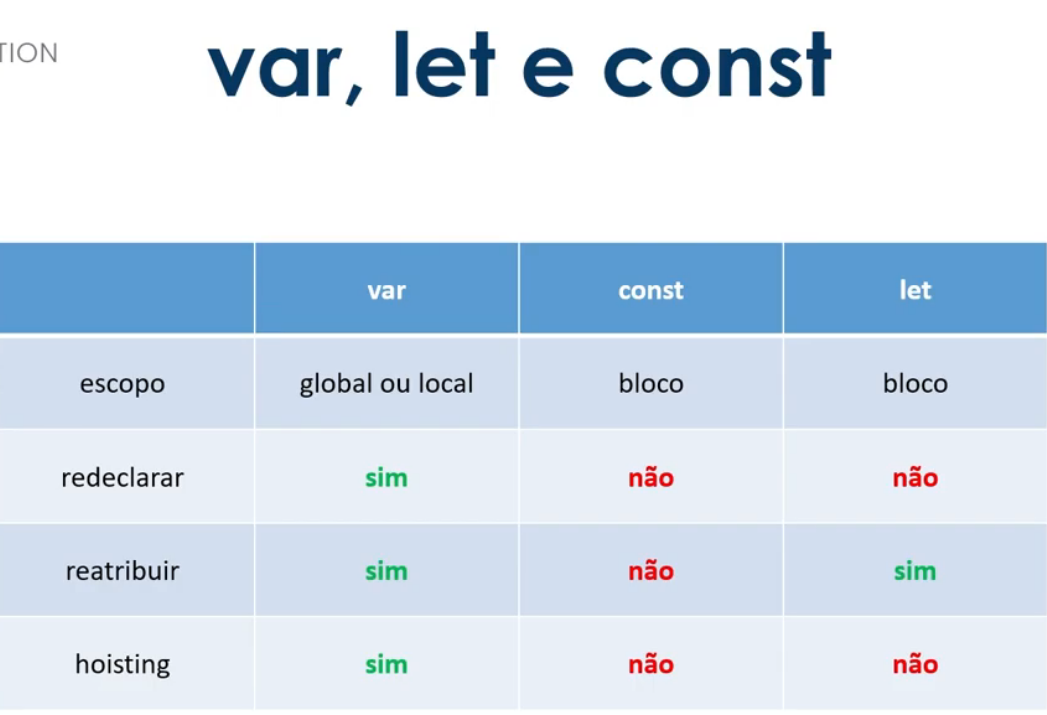 TION
var, let e const
var const let
escopo global ou local bloco bloco
redeclarar sim não não
reatribuir sim não sim
hoisting sim não não